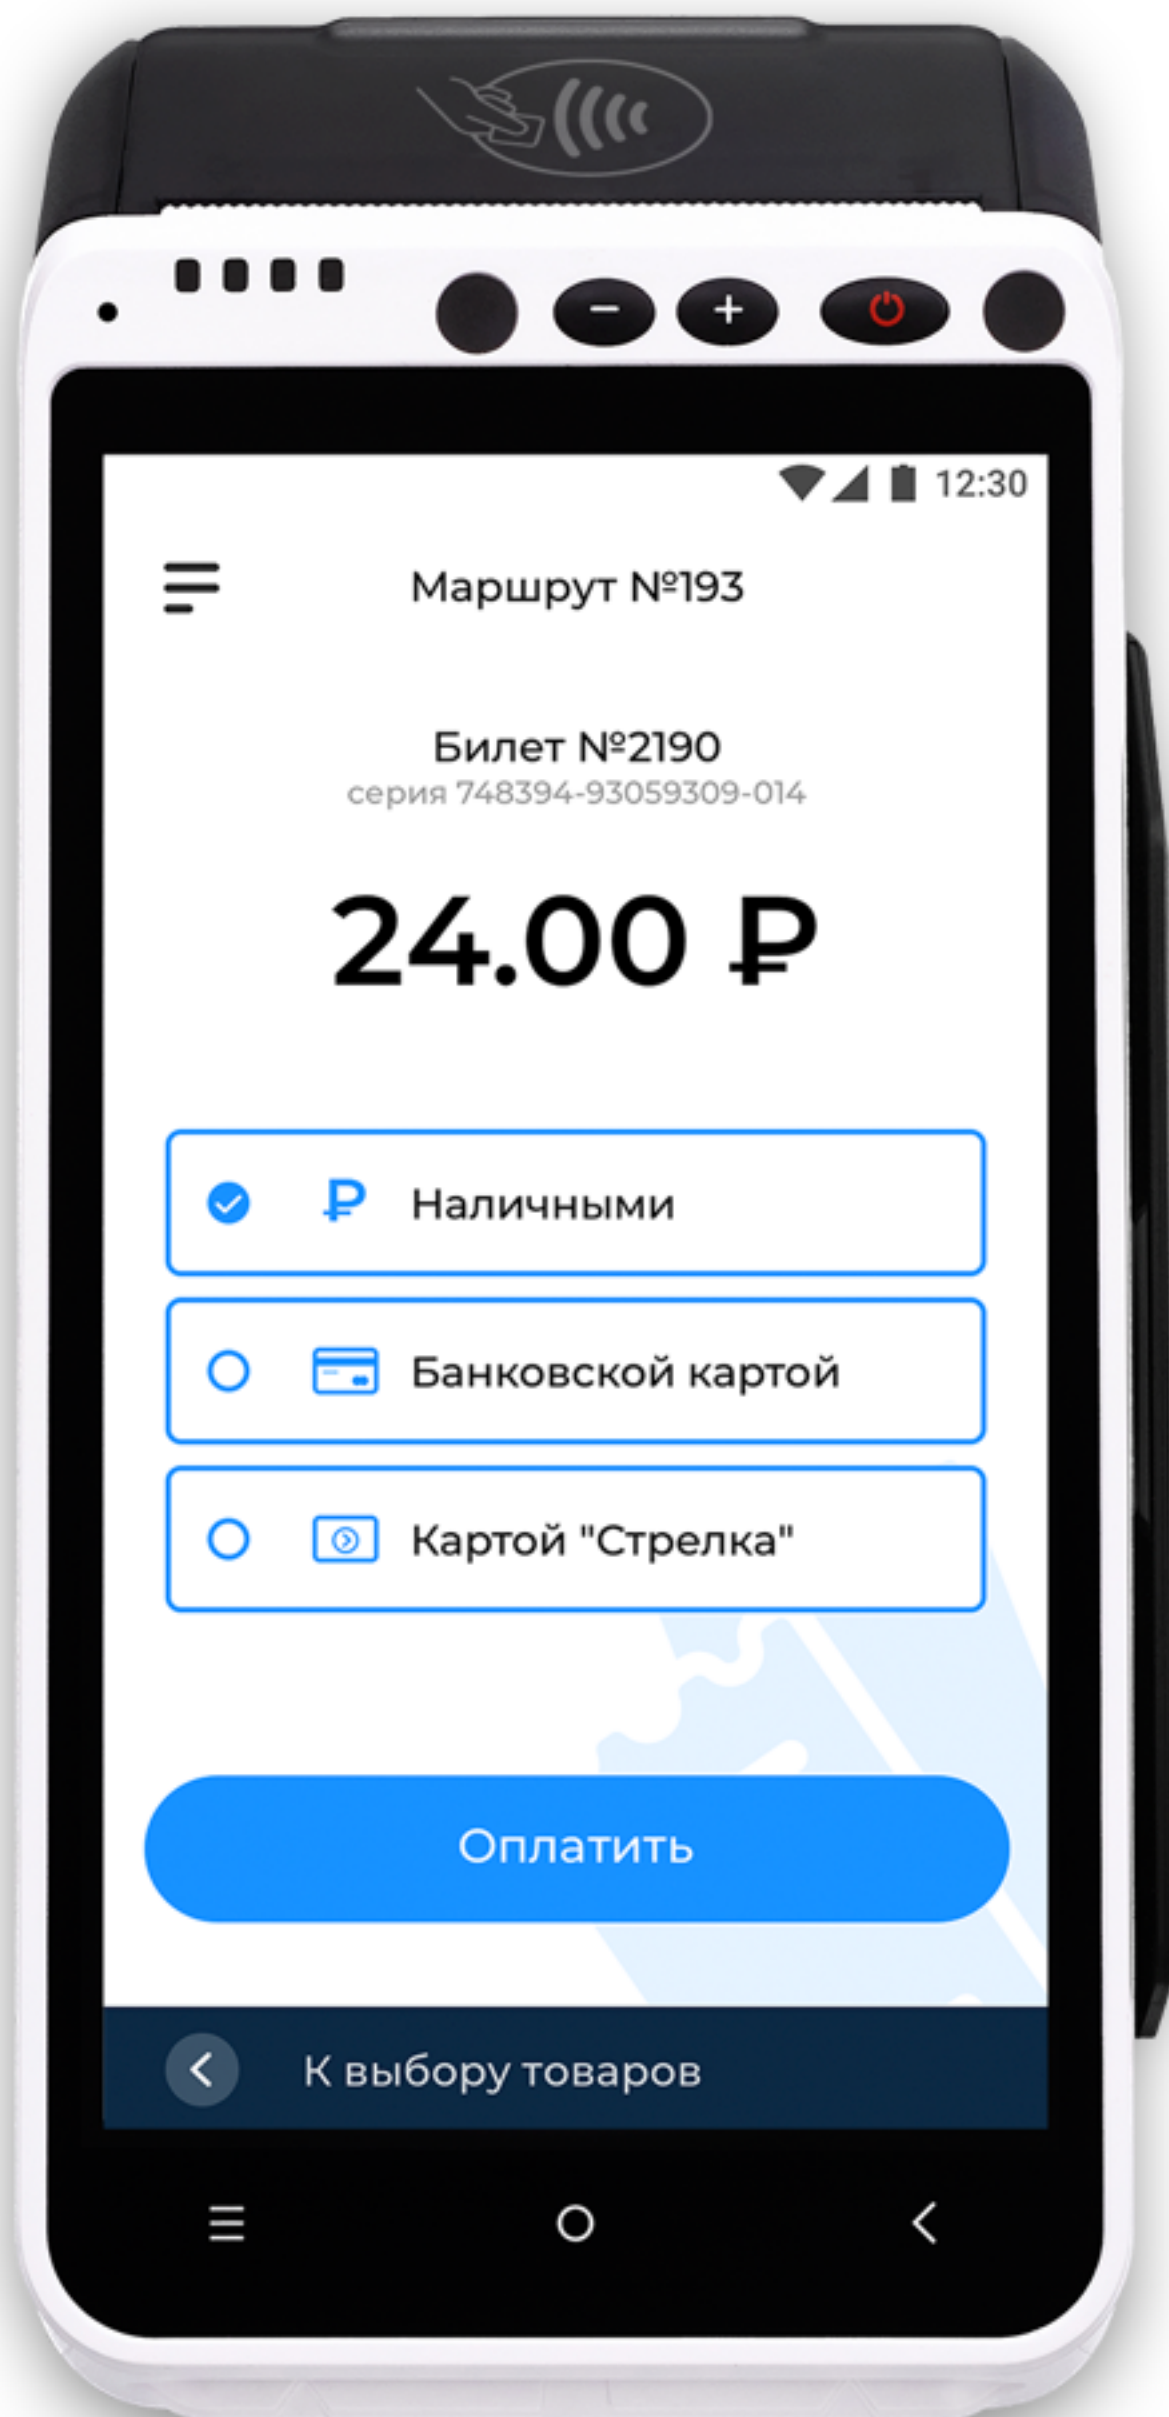 12:30
Маршрут №193
Билет №2190
серия 748394-93059309-014
24.00 ₽
₽ Наличными
Банковской картой
Картой "Стрелка"
Оплатить
К выбору товаров